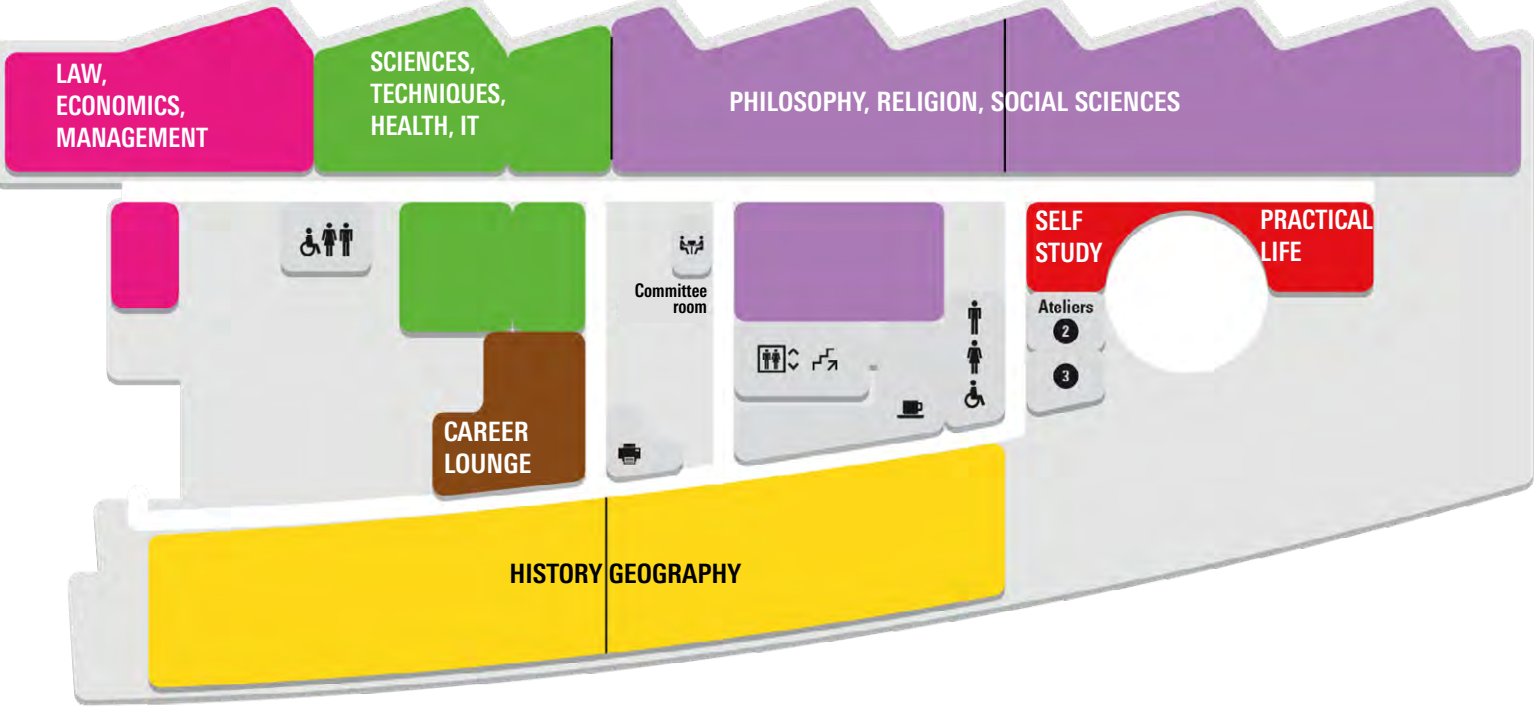 LAW,
ECONOMICS,
MANAGEMENT
SCIENCES,
TECHNIQUES,
HEALTH, IT
PHILOSOPHY, RELIGION, SOCIAL SCIENCES
SELF
STUDY
PRACTICAL
LIFE
Committee
room
Ateliers
2
3
CAREER
LOUNGE
HISTORY GEOGRAPHY